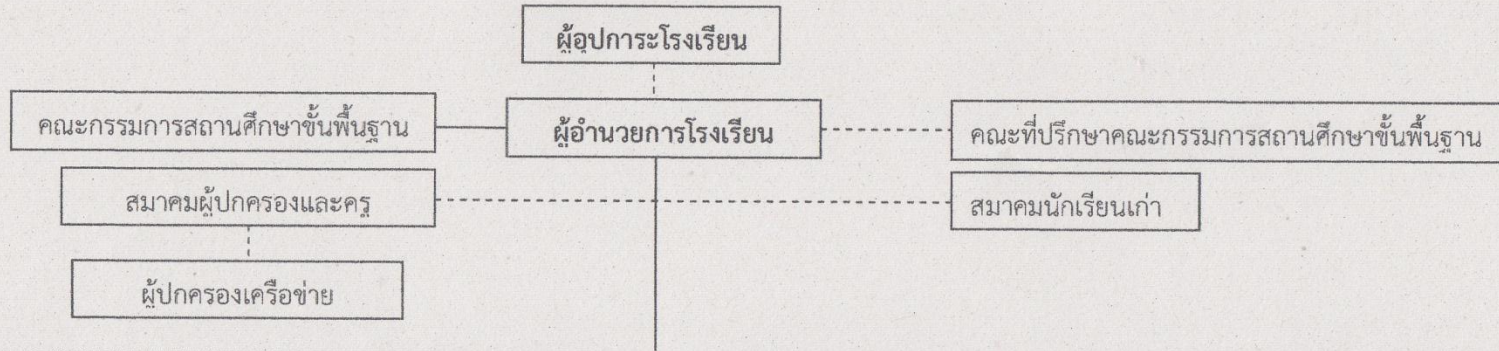 ผู้อุปการะโรงเรียน
คณะกรรมการสถานศึกษาขั้นพื้นฐาน
ผู้อำนวยการโรงเรียน
คณะที่ปรึกษาคณะกรรมการสถานศึกษาขั้นพื้นฐาน
สมาคมผู้ปกครองและครู
สมาคมนักเรียนเก่า
ผู้ปกครองเครือข่าย